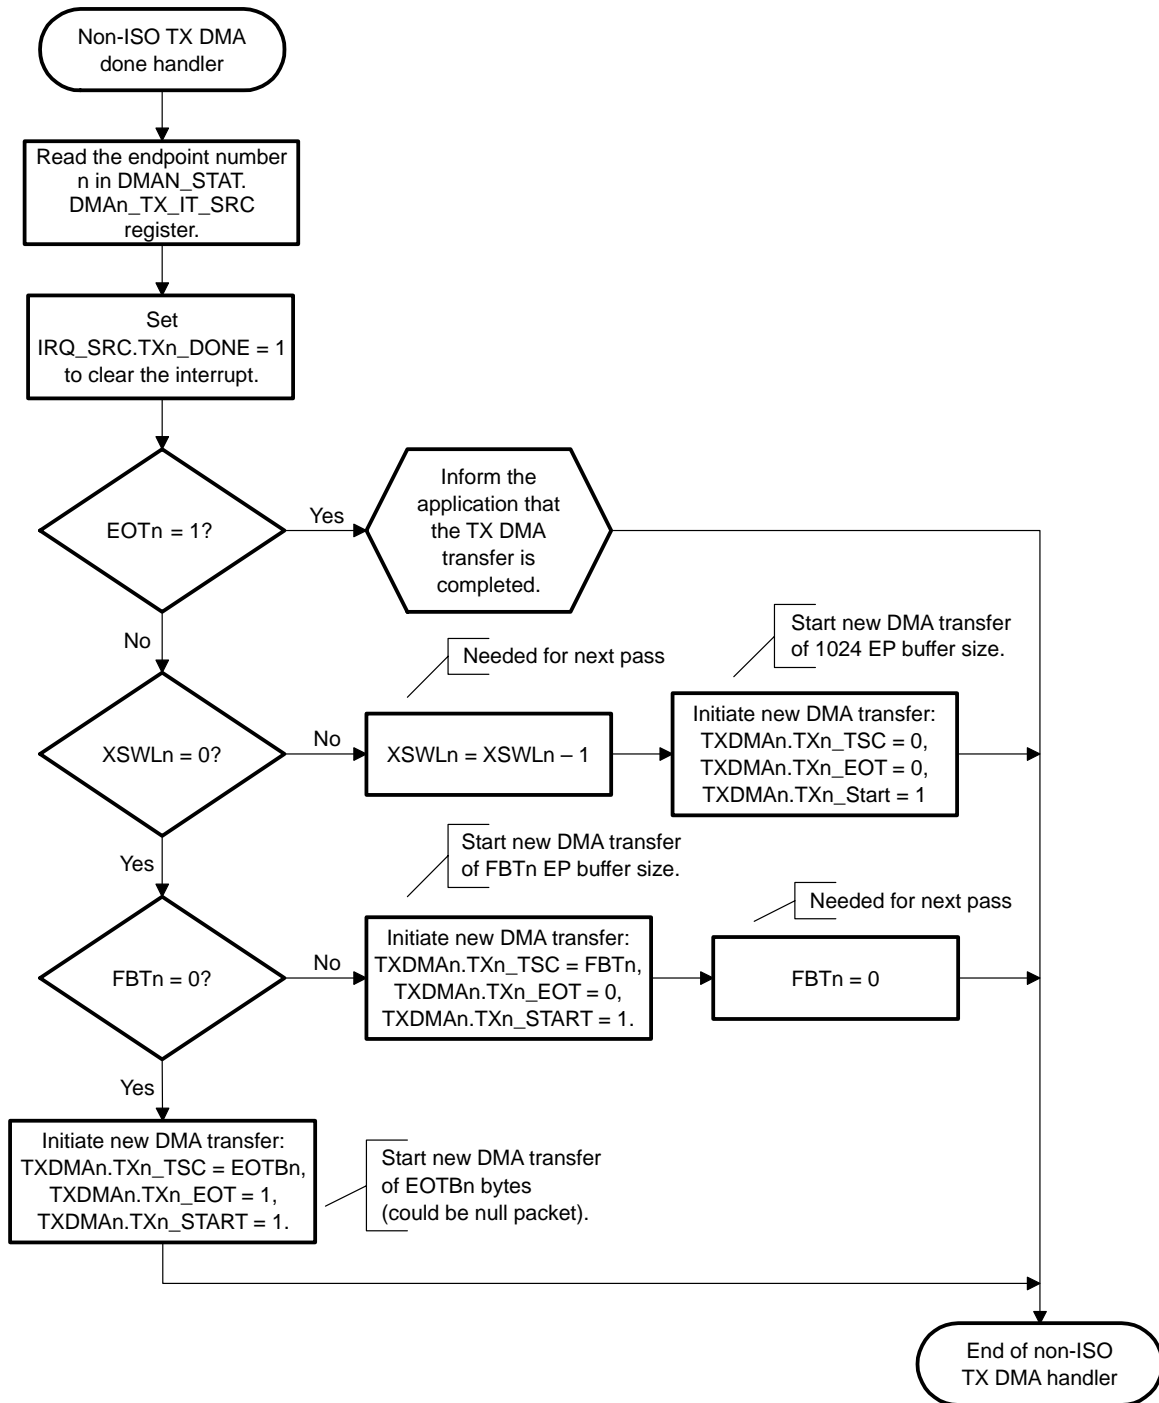 Non-ISO TX DMA
done handler
Read the endpoint number
n in DMAN_STAT.
DMAn_TX_IT_SRC
register.
Set
IRQ_SRC.TXn_DONE = 1
to clear the interrupt.
EOTn = 1?
Yes
Inform the
application that
the TX DMA
transfer is
completed.
No
Needed for next pass
Start new DMA transfer
of 1024 EP buffer size.
XSWLn = 0?
No
XSWLn = XSWLn – 1
Initiate new DMA transfer:
TXDMAn.TXn_TSC = 0,
TXDMAn.TXn_EOT = 0,
TXDMAn.TXn_Start = 1
Yes
Start new DMA transfer
of FBTn EP buffer size.
Needed for next pass
FBTn = 0?
No
Initiate new DMA transfer:
TXDMAn.TXn_TSC = FBTn,
TXDMAn.TXn_EOT = 0,
TXDMAn.TXn_START = 1.
FBTn = 0
Yes
Initiate new DMA transfer:
TXDMAn.TXn_TSC = EOTBn,
TXDMAn.TXn_EOT = 1,
TXDMAn.TXn_START = 1.
Start new DMA transfer
of EOTBn bytes
(could be null packet).
End of non-ISO
TX DMA handler